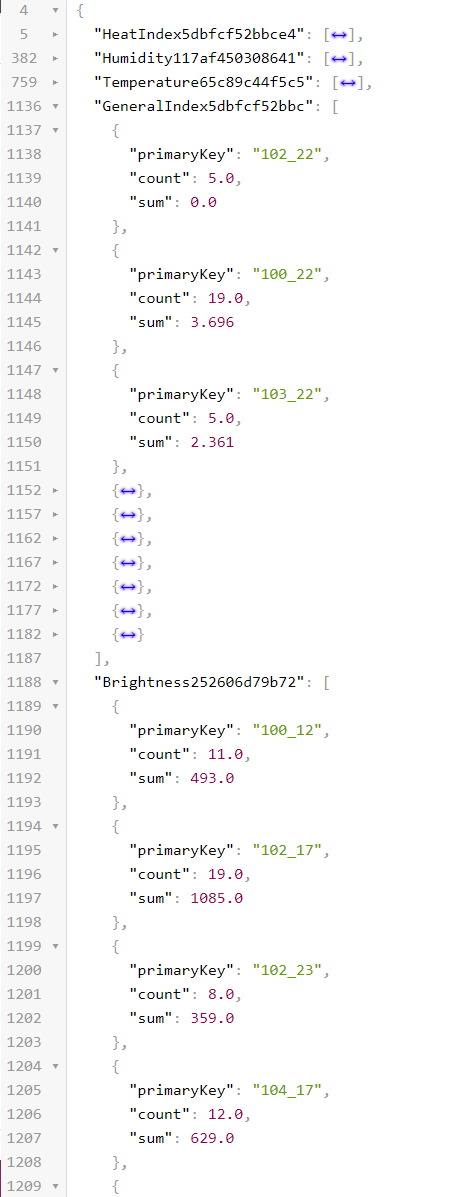 4 {
5 "HeatIndex5dbfcf52bbce4": [↔],
382 "Humidity117af450308641": [↔],
759 "Temperature65c89c44f5c5": [↔],
1136 "GeneralIndex5dbfcf52bbc": [
1137 {
1138 "primaryKey": "102_22",
1139 "count": 5.0,
1140 "sum": 0.0
1141 },
1142 {
1143 "primaryKey": "100_22",
1144 "count": 19.0,
1145 "sum": 3.696
1146 },
1147 {
1148 "primaryKey": "103_22",
1149 "count": 5.0,
1150 "sum": 2.361
1151 },
1152 {↔},
1157 {↔},
1162 {↔},
1167 {↔},
1172 {↔},
1177 {↔},
1182 {↔}
1187 ],
1188 "Brightness252606d79b72": [
1189 {
1190 "primaryKey": "100_12",
1191 "count": 11.0,
1192 "sum": 493.0
1193 },
1194 {
1195 "primaryKey": "102_17",
1196 "count": 19.0,
1197 "sum": 1085.0
1198 },
1199 {
1200 "primaryKey": "102_23",
1201 "count": 8.0,
1202 "sum": 359.0
1203 },
1204 {
1205 "primaryKey": "104_17",
1206 "count": 12.0,
1207 "sum": 629.0
1208 },
1209 {